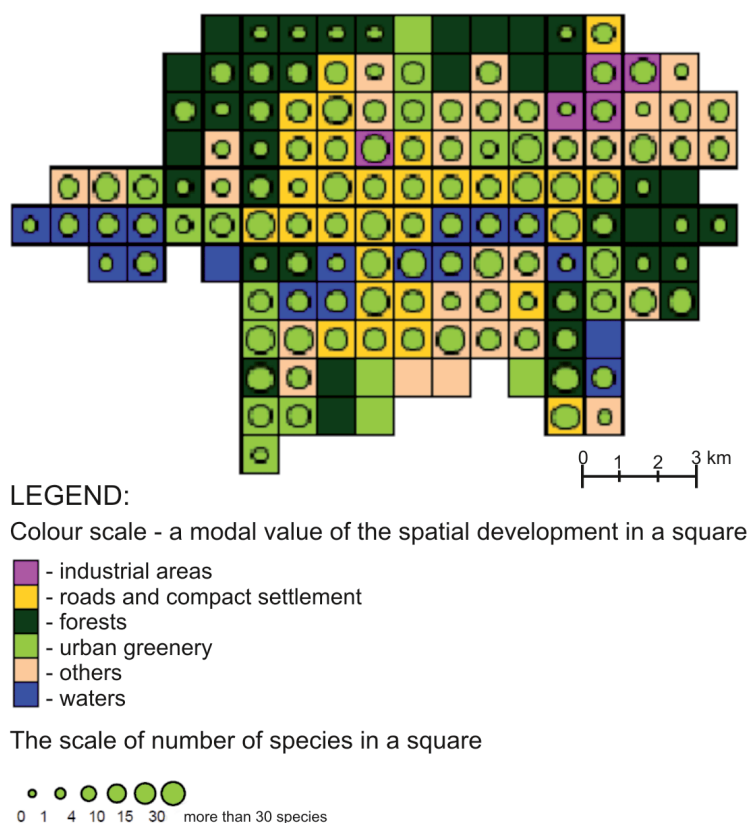 0 1 2 3 km
LEGEND:
Colour scale - a modal value of the spatial development in a square
- industrial areas
- roads and compact settlement
- forests
- urban greenery
- others
- waters
The scale of number of species in a square
0 1 4 10 15 30 more than 30 species